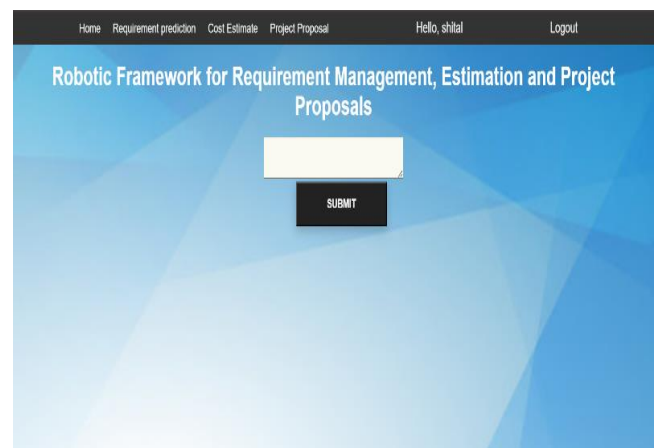 Home Requirement prediction Cost Estimate Project Proposal Hello, shital Logout
Robotic Framework for Requirement Management, Estimation and Project
Proposals
SUBMIT